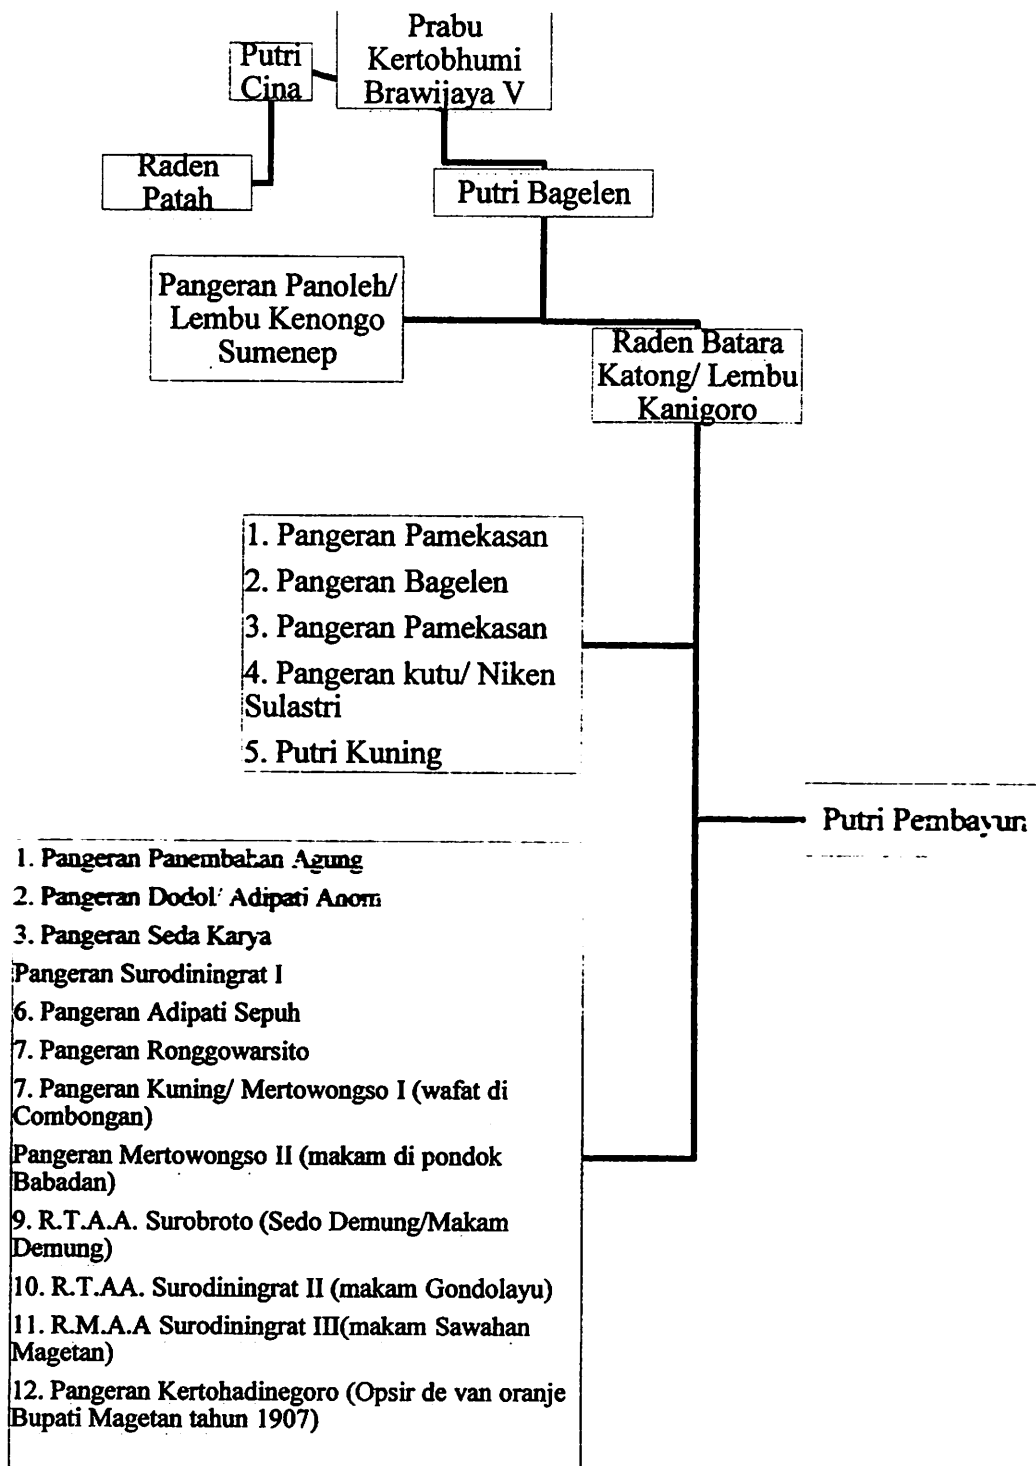 Prabu
Kertobhumi
Brawijaya V
Putri
Cina
Raden
Patah
Putri Bagelen
Pangeran Panoleh/
Lembu Kenongo
Sumenep
Raden Batara
Katong/ Lembu
Kanigoro
1. Pangeran Pamekasan
2. Pangeran Bagelen
3. Pangeran Pamekasan
4. Pangeran kutu/ Niken
Sulastri
5. Putri Kuning
Putri Pembayun
1. Pangeran Panembahan Agung
2. Pangeran Dodol/ Adipati Anom
3. Pangeran Seda Karya
Pangeran Surodiningrat I
6. Pangeran Adipati Sepuh
7. Pangeran Ronggowarsito
7. Pangeran Kuning/ Mertowongso I (wafat di
Combongan)
Pangeran Mertowongso II (makam di pondok
Babadan)
9. R.T.A.A. Surobroto (Sedo Demung/Makam
Demung)
10. R.T.AA. Surodiningrat II (makam Gondolayu)
11. R.M.A.A Surodiningrat III(makam Sawahan
Magetan)
12. Pangeran Kertohadinegoro (Opsir de van oranje
Bupati Magetan tahun 1907)